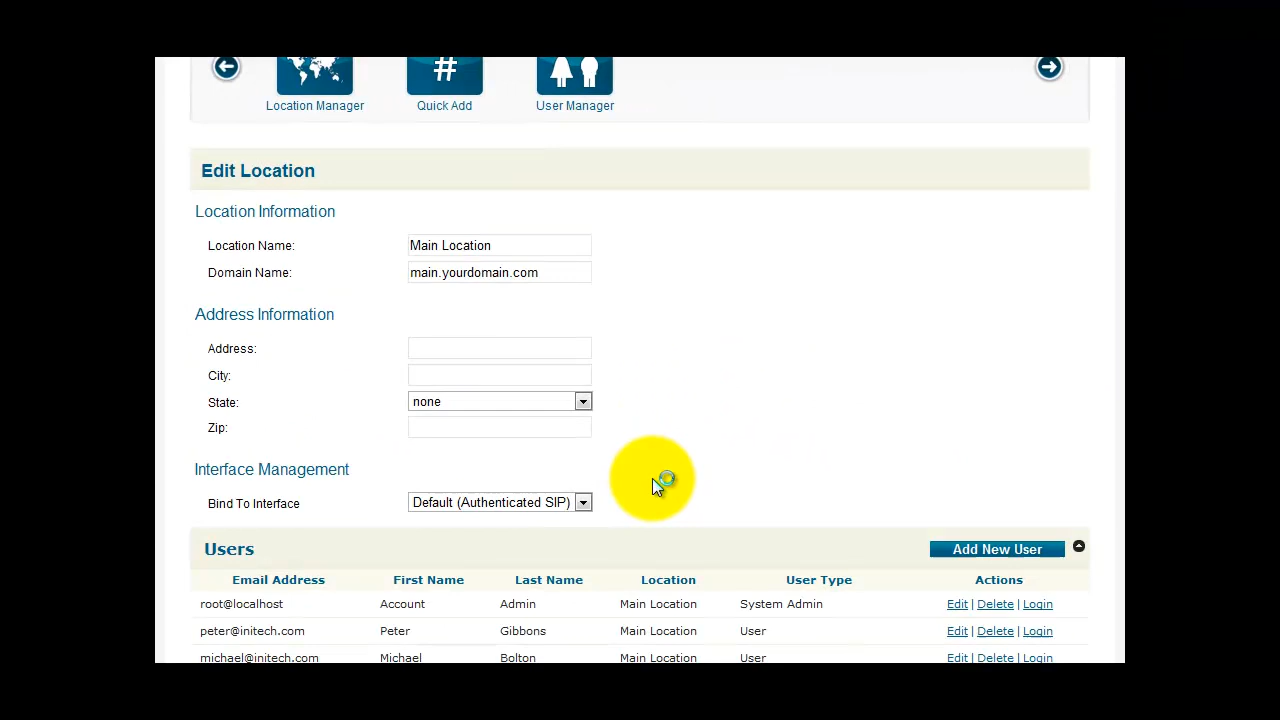 #
Location Manager Quick Add User Manager
Edit Location
Location Information
Location Name: Main Location
Domain Name: main.yourdomain.com
Address Information
Address:
City:
State: none
Zip:
Interface Management
Bind To Interface Default (Authenticated SIP)
Users Add New User
Email Address First Name Last Name Location User Type Actions
root@localhost Account Admin Main Location System Admin Edit | Delete | Login
peter@initech.com Peter Gibbons Main Location User Edit | Delete | Login
michael@initech.com Michael Bolton Main Location User Edit | Delete | Login